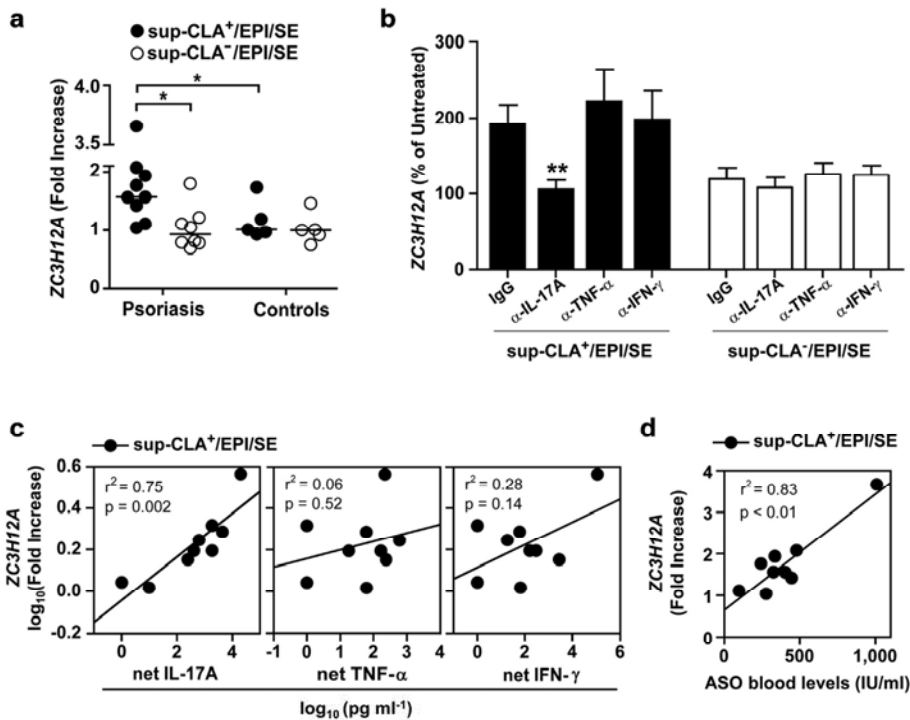 a
sup-CLA⁺/EPI/SE
sup-CLA⁻/EPI/SE
ZC3H12A (Fold Increase)
4.0
3.5
2
1
0
*
*
Psoriasis
Controls
b
ZC3H12A (% of Untreated)
300
200
100
0
**
IgG
α-IL-17A
α-TNF-α
α-IFN-γ
IgG
α-IL-17A
α-TNF-α
α-IFN-γ
sup-CLA⁺/EPI/SE
sup-CLA⁻/EPI/SE
c
sup-CLA⁺/EPI/SE
ZC3H12A
log₁₀(Fold Increase)
0.6
0.4
0.2
0.0
-0.2
r² = 0.75
p = 0.002
r² = 0.06
p = 0.52
r² = 0.28
p = 0.14
0 2 4
-1 0 1 2 3 4
0 2 4 6
net IL-17A
net TNF-α
net IFN-γ
log₁₀ (pg ml⁻¹)
d
sup-CLA⁺/EPI/SE
ZC3H12A
(Fold Increase)
4
3
2
1
0
r² = 0.83
p < 0.01
0 500 1,000
ASO blood levels (IU/ml)